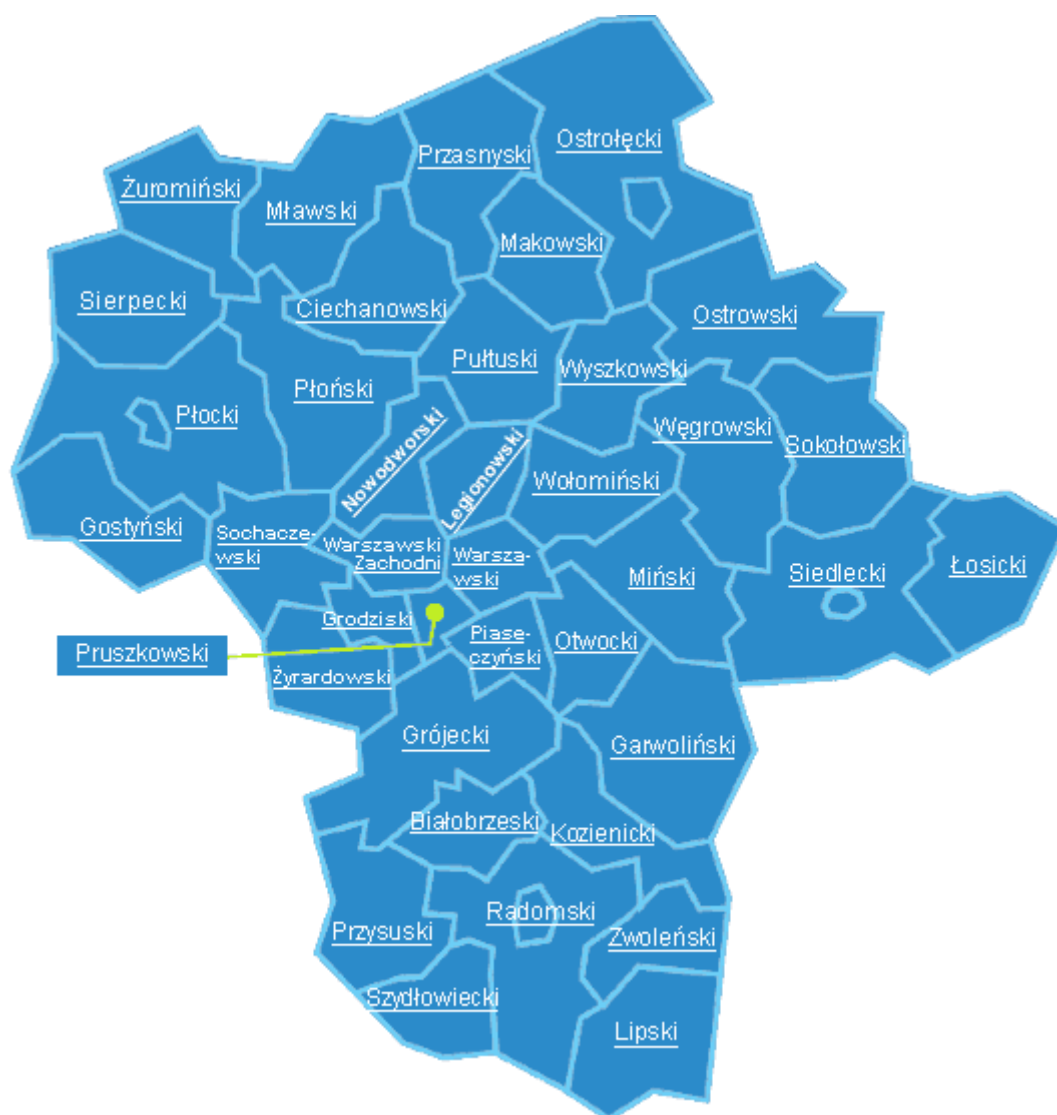 Ostrołęcki
Przasnyski
Żuromiński
Mławski
Makowski
Sierpecki
Ciechanowski
Ostrowski
Pułtuski
Wyszkowski
Płoński
Płocki
Węgrowski
Sokołowski
Nowodworski
Legionowski
Wołomiński
Gostyński
Sochacze-
wski
Warszawski
Zachodni
Warsza-
wski
Miński
Siedlecki
Łosicki
Grodziski
Piase-
czyński
Otwocki
Pruszkowski
Żyrardowski
Grójecki
Garwoliński
Białobrzeski
Kozienicki
Radomski
Przysuski
Zwoleński
Szydłowiecki
Lipski